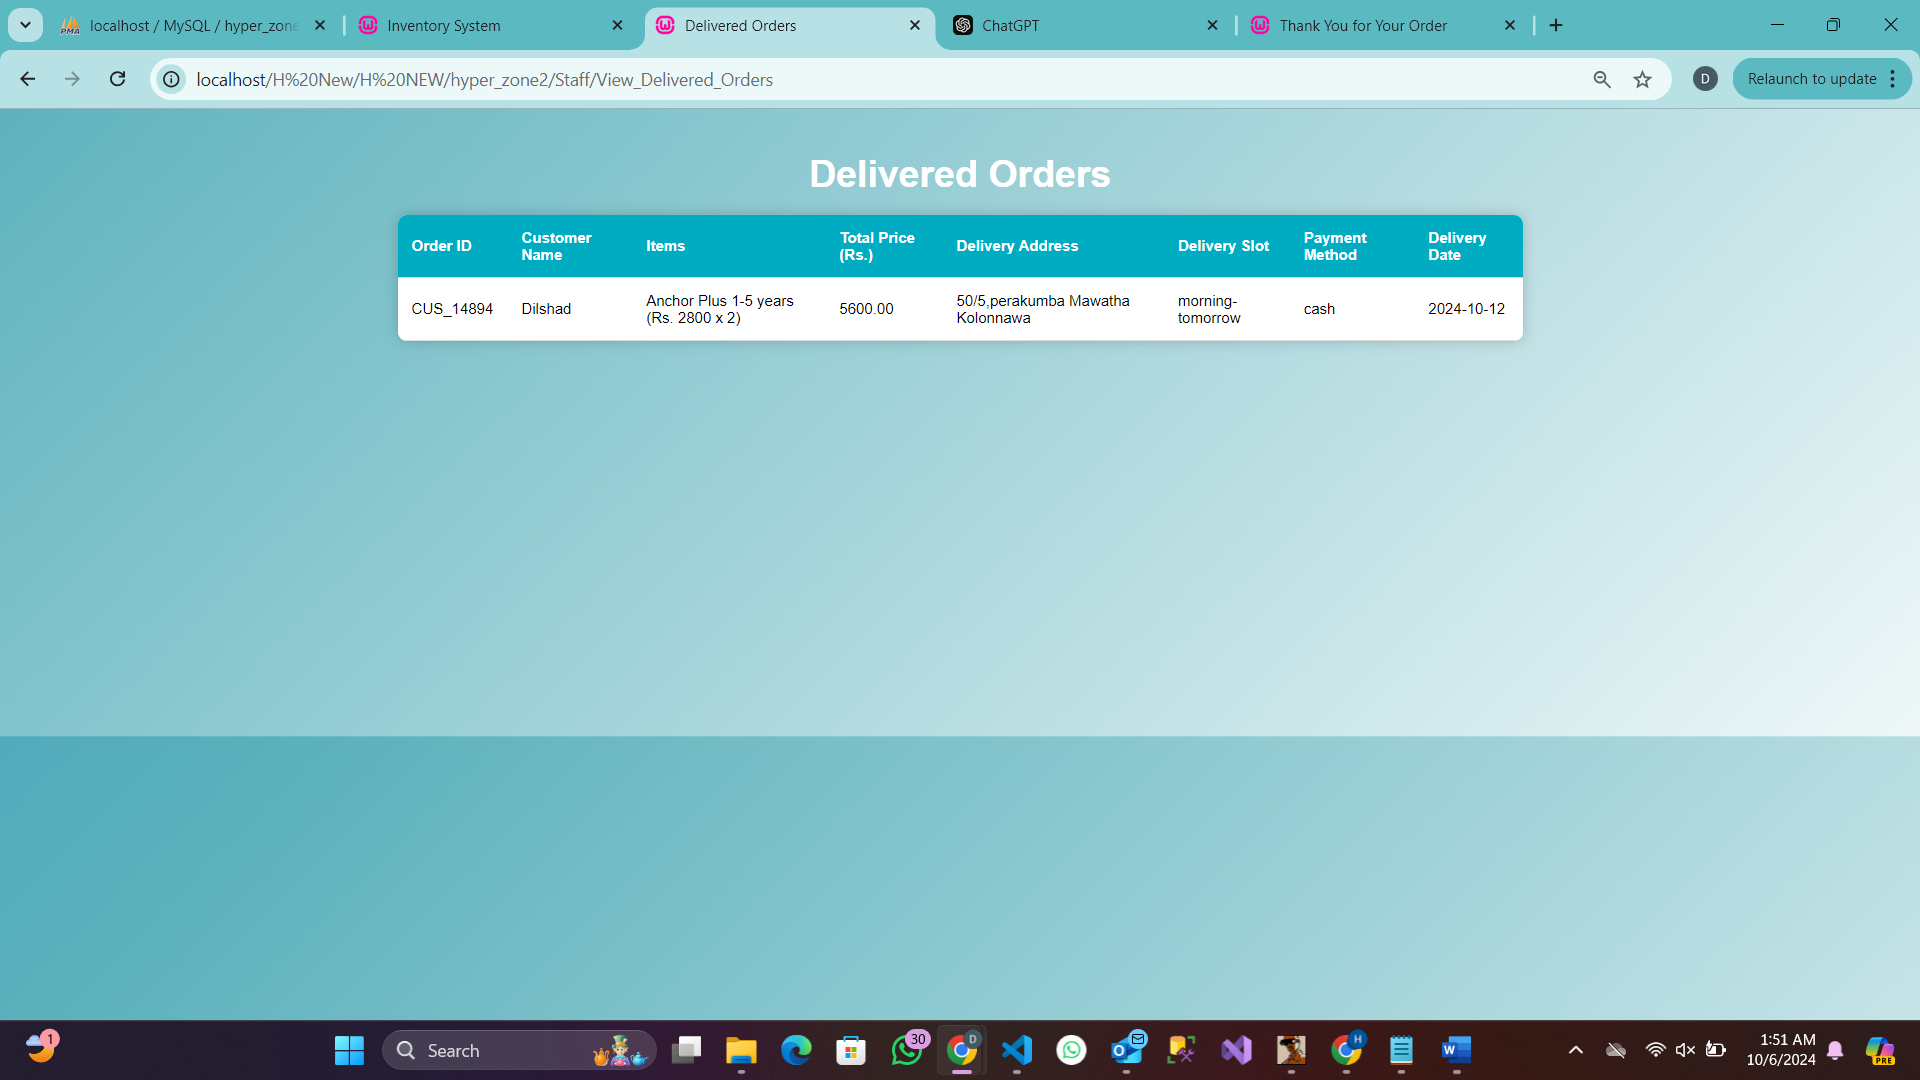 localhost / MySQL / hyper_zone
Inventory System
Delivered Orders
ChatGPT
Thank You for Your Order
localhost/H%20New/H%20NEW/hyper_zone2/Staff/View_Delivered_Orders
D
Relaunch to update
Delivered Orders
Order ID
Customer
Name
Items
Total Price
(Rs.)
Delivery Address
Delivery Slot
Payment
Method
Delivery
Date
CUS_14894
Dilshad
Anchor Plus 1-5 years
(Rs. 2800 x 2)
5600.00
50/5,perakumba Mawatha
Kolonnawa
morning-
tomorrow
cash
2024-10-12
1
Search
30
D
H
1:51 AM
10/6/2024
PRE